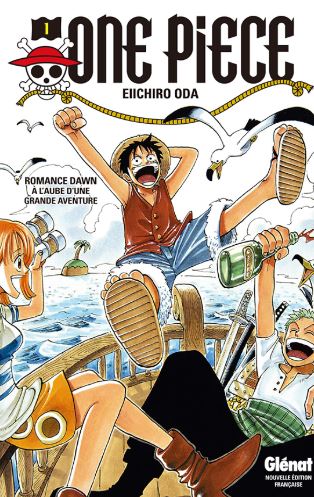 1
ONE PIECE
EIICHIRO ODA
ROMANCE DAWN
À L'AUBE D'UNE
GRANDE AVENTURE
Glénat
NOUVELLE ÉDITION
FRANÇAISE